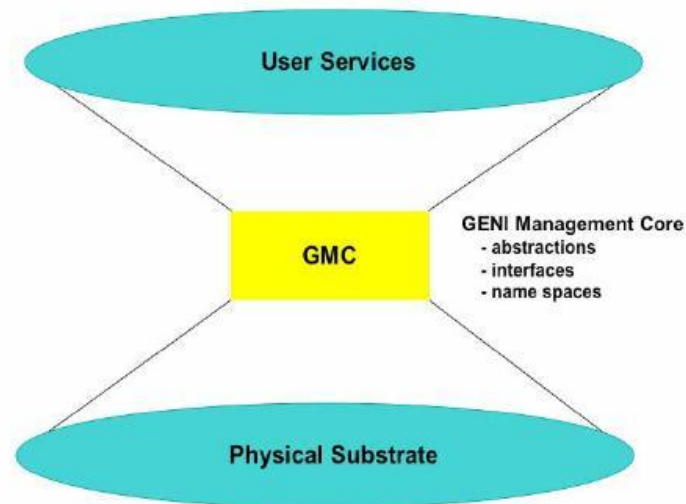 User Services
GMC
GENI Management Core
- abstractions
- interfaces
- name spaces
Physical Substrate